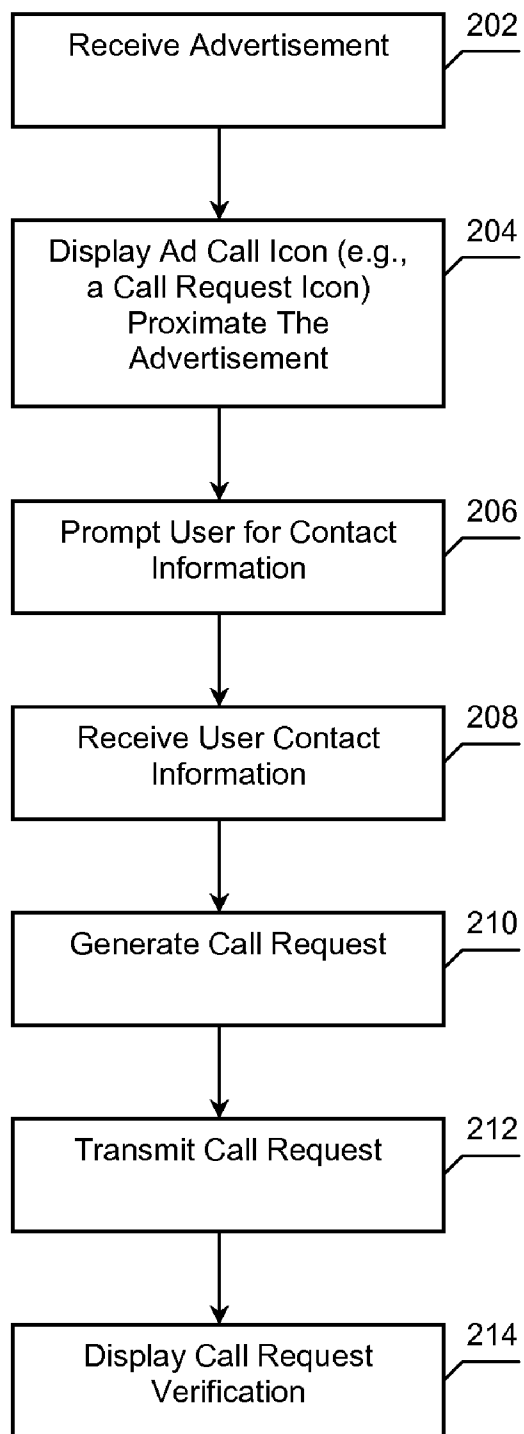 Receive Advertisement
202
Display Ad Call Icon (e.g.,
a Call Request Icon)
Proximate The
Advertisement
204
Prompt User for Contact
Information
206
Receive User Contact
Information
208
Generate Call Request
210
Transmit Call Request
212
Display Call Request
Verification
214